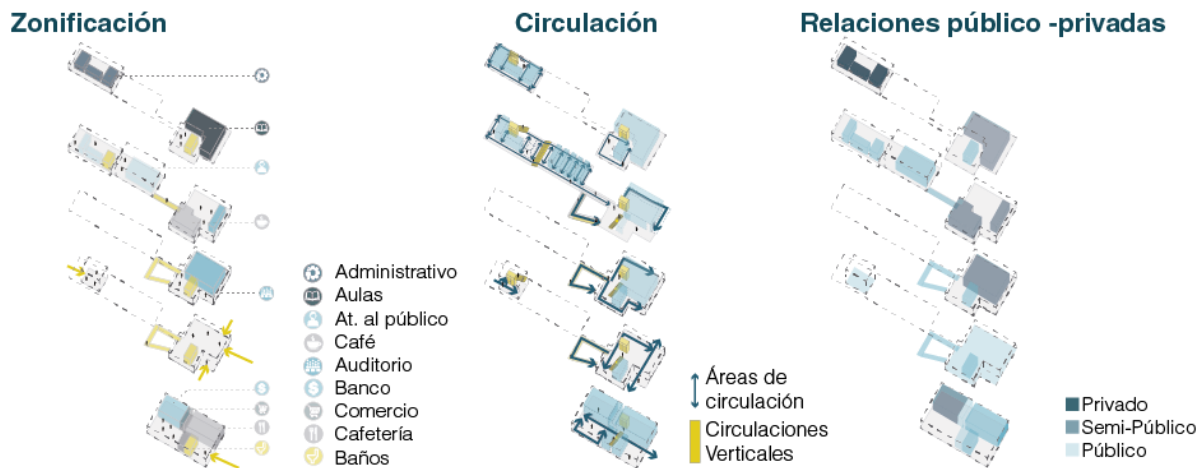 Zonificación
Circulación
Relaciones público -privadas
Administrativo
Aulas
At. al público
Café
Auditorio
Banco
Comercio
Cafetería
Baños
Áreas de
circulación
Circulaciones
Verticales
Privado
Semi-Público
Público